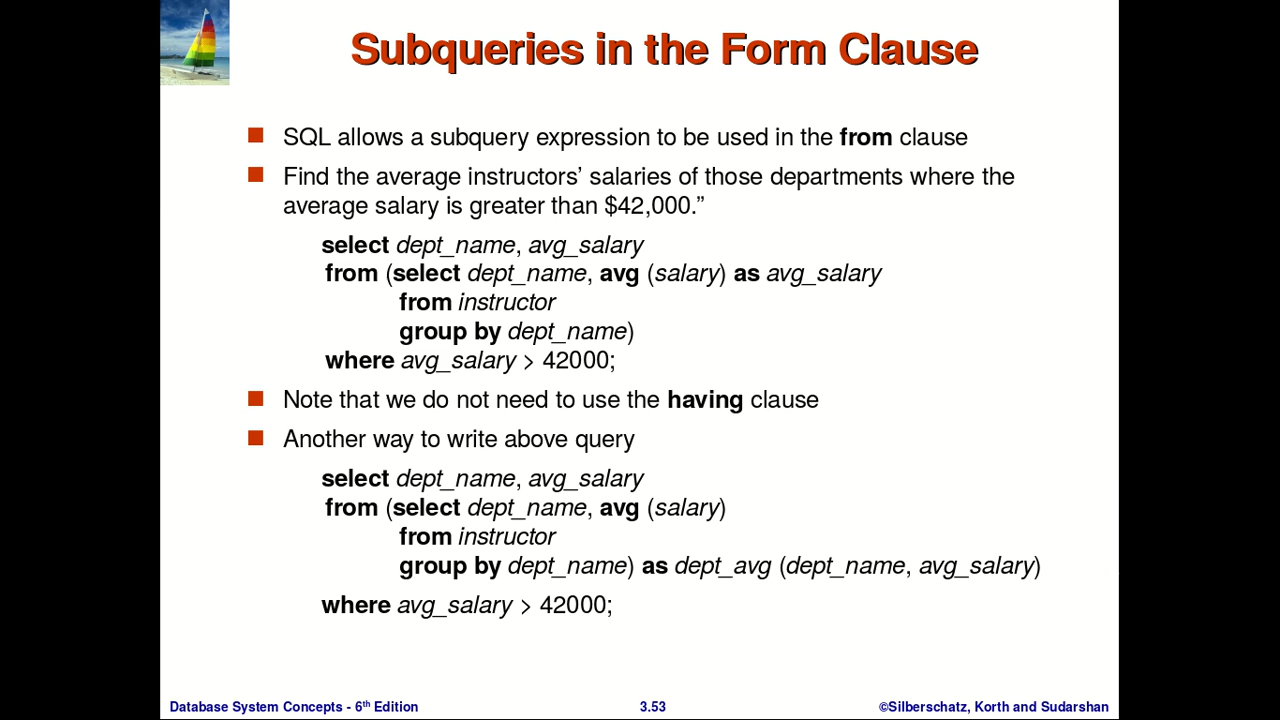 Subqueries in the Form Clause
SQL allows a subquery expression to be used in the from clause
Find the average instructors’ salaries of those departments where the
average salary is greater than $42,000.”
select dept_name, avg_salary
from (select dept_name, avg (salary) as avg_salary
from instructor
group by dept_name)
where avg_salary > 42000;
Note that we do not need to use the having clause
Another way to write above query
select dept_name, avg_salary
from (select dept_name, avg (salary)
from instructor
group by dept_name) as dept_avg (dept_name, avg_salary)
where avg_salary > 42000;
Database System Concepts - 6th Edition
3.53
©Silberschatz, Korth and Sudarshan